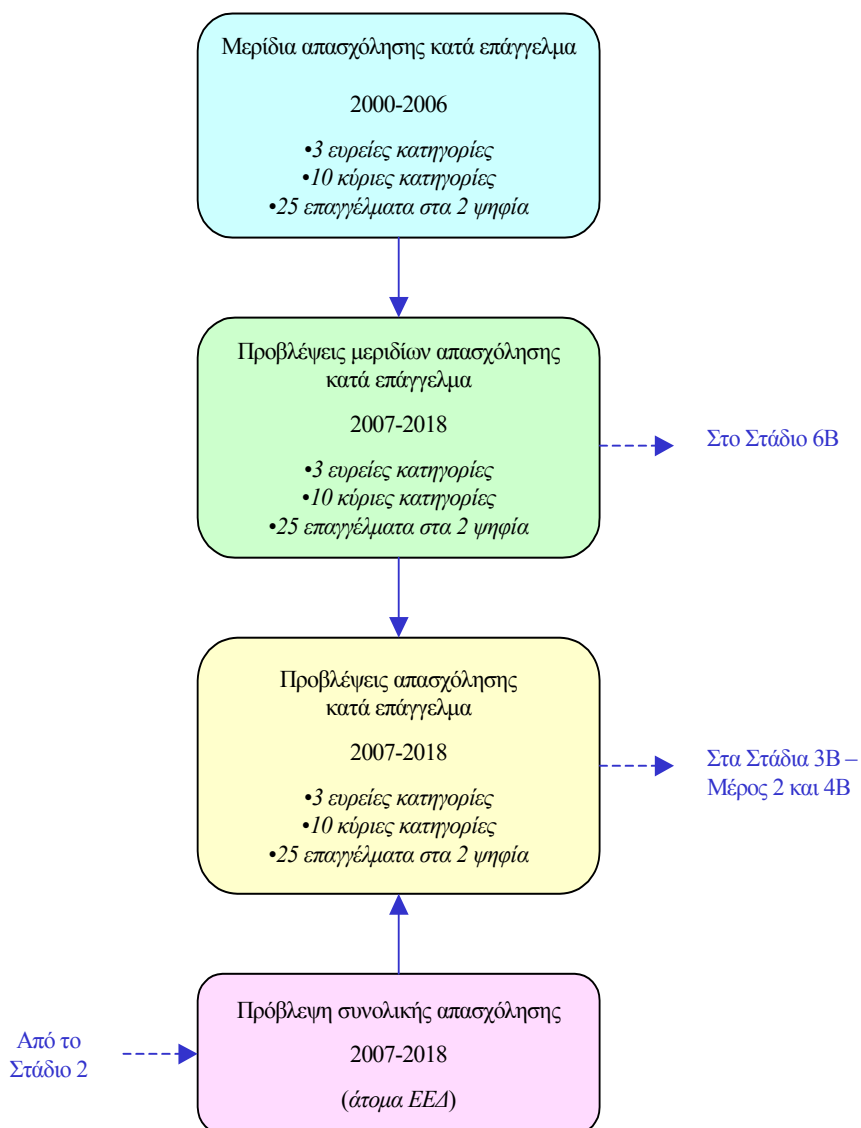 Μερίδια απασχόλησης κατά επάγγελμα
2000-2006
•3 ευρείες κατηγορίες
•10 κύριες κατηγορίες
•25 επαγγέλματα στα 2 ψηφία
Προβλέψεις μεριδίων απασχόλησης
κατά επάγγελμα
2007-2018
•3 ευρείες κατηγορίες
•10 κύριες κατηγορίες
•25 επαγγέλματα στα 2 ψηφία
Στο Στάδιο 6Β
Προβλέψεις απασχόλησης
κατά επάγγελμα
2007-2018
•3 ευρείες κατηγορίες
•10 κύριες κατηγορίες
•25 επαγγέλματα στα 2 ψηφία
Στα Στάδια 3Β –
Μέρος 2 και 4Β
Πρόβλεψη συνολικής απασχόλησης
2007-2018
(άτομα ΕΕΔ)
Από το
Στάδιο 2